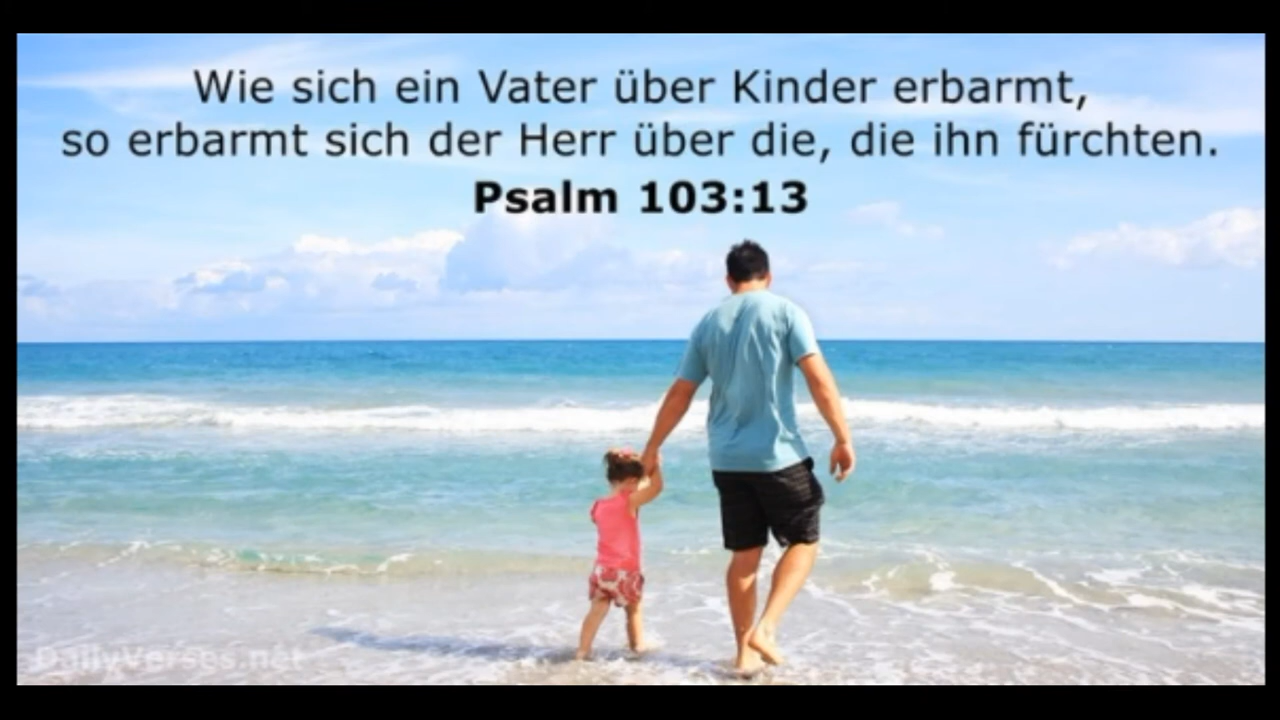 Wie sich ein Vater über Kinder erbarmt,
so erbarmt sich der Herr über die, die ihn fürchten.
Psalm 103:13
DailyVerses.net